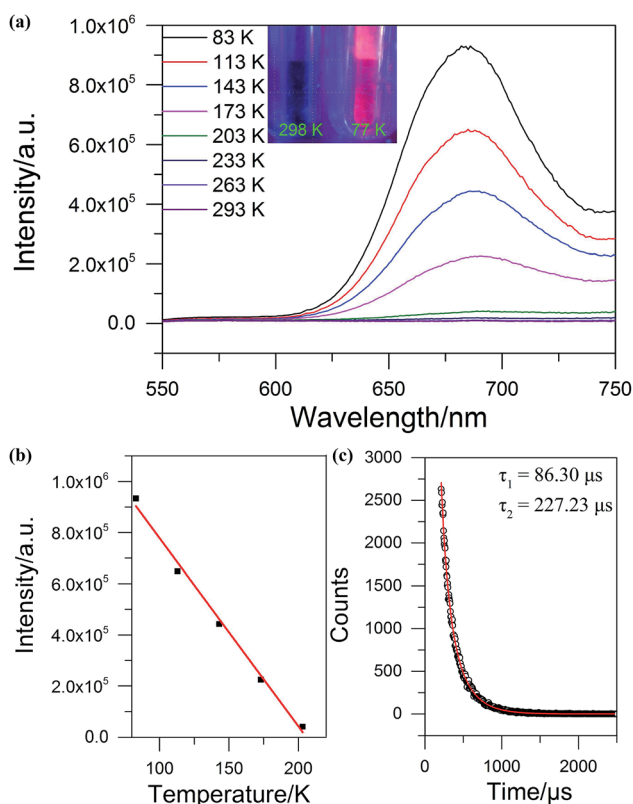 (a)
1.0x10⁶
8.0x10⁵
6.0x10⁵
4.0x10⁵
2.0x10⁵
0.0
Intensity/a.u.
83 K
113 K
143 K
173 K
203 K
233 K
263 K
293 K
298 K 77 K
550 600 650 700 750
Wavelength/nm
(b)
1.0x10⁶
8.0x10⁵
6.0x10⁵
4.0x10⁵
2.0x10⁵
0.0
Intensity/a.u.
100 150 200
Temperature/K
(c)
3000
2500
2000
1500
1000
500
0
Counts
τ₁ = 86.30 μs
τ₂ = 227.23 μs
0 500 1000 2000
Time/μs